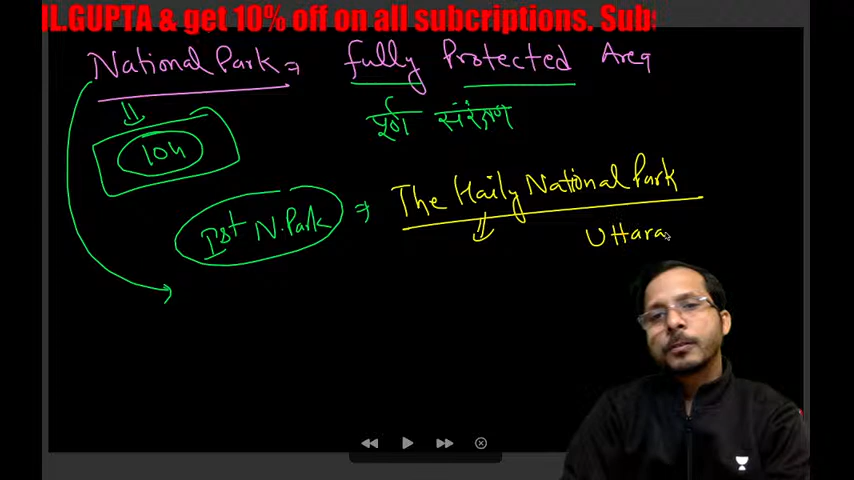 IL.GUPTA & get 10% off on all subcriptions. Sub
National Park ⇒ fully Protected Area
पूर्ण संरक्षण
104
Ist N. Park ⇒ The Haily National Park
Uttara